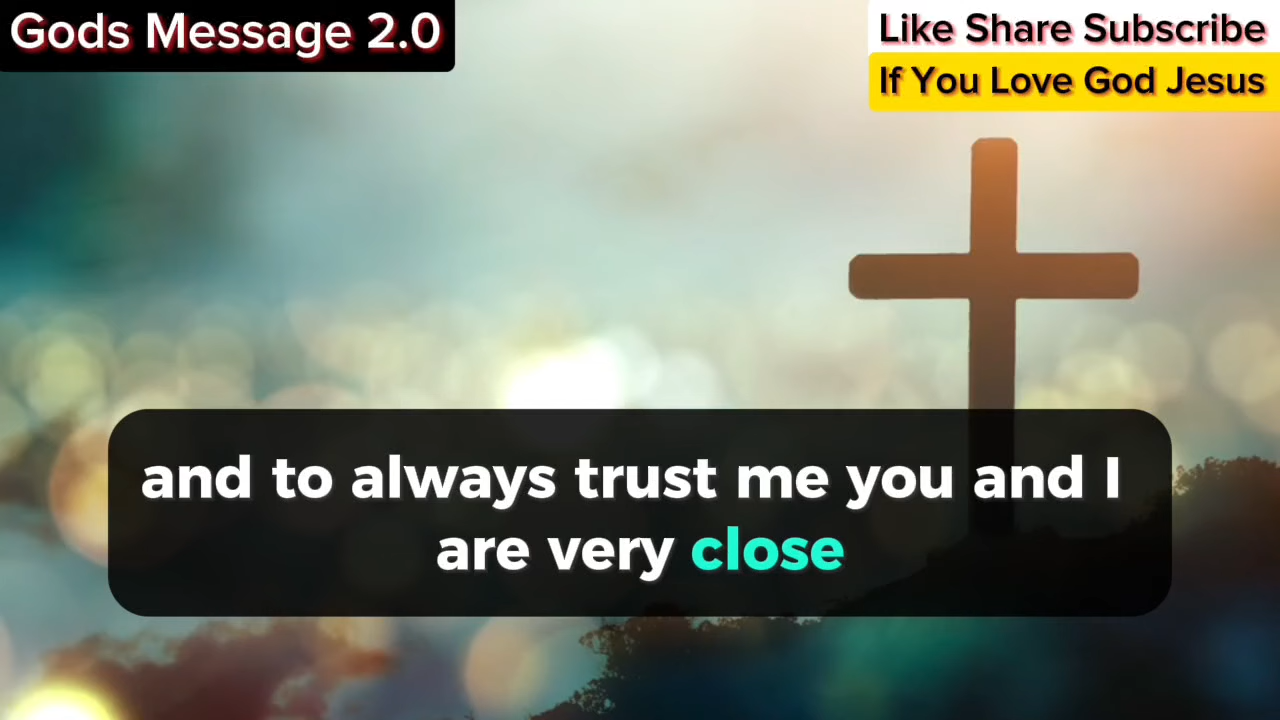 Gods Message 2.0
Like Share Subscribe
If You Love God Jesus
and to always trust me you and I
are very close